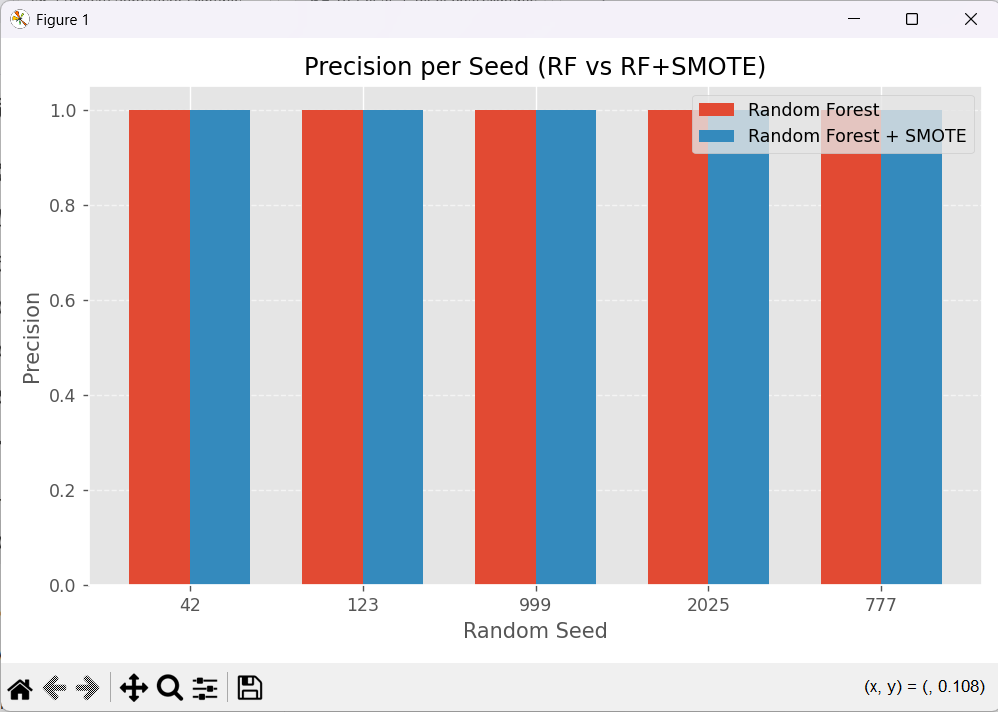 Figure 1
Precision per Seed (RF vs RF+SMOTE)
Random Forest
Random Forest + SMOTE
1.0
0.8
0.6
0.4
0.2
0.0
Precision
42 123 999 2025 777
Random Seed
(x, y) = (, 0.108)